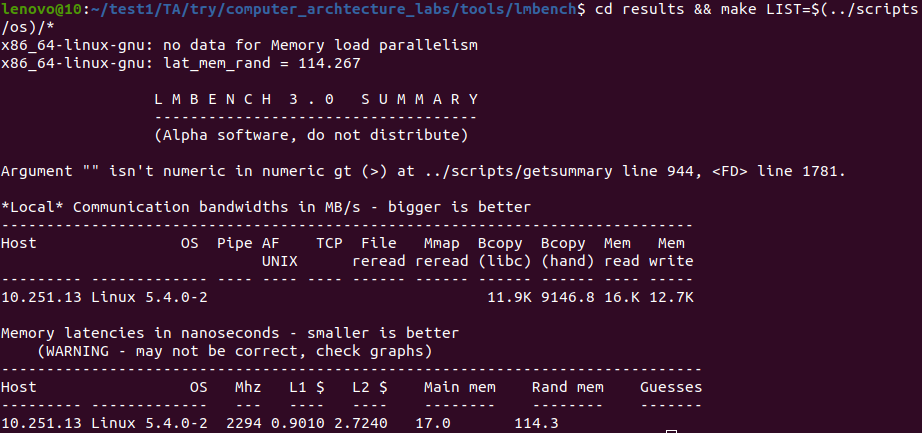 lenovo@10:~/test1/TA/try/computer_archtecture_labs/tools/lmbench$ cd results && make LIST=$(../scripts
/os)/*
x86_64-linux-gnu: no data for Memory load parallelism
x86_64-linux-gnu: lat_mem_rand = 114.267
L M B E N C H  3 . 0   S U M M A R Y
------------------------------------
(Alpha software, do not distribute)
Argument "" isn't numeric in numeric gt (>) at ../scripts/getsummary line 944, <FD> line 1781.
*Local* Communication bandwidths in MB/s - bigger is better
-----------------------------------------------------------------------------
Host                OS  Pipe AF    TCP  File   Mmap  Bcopy  Bcopy  Mem   Mem
                             UNIX      reread reread (libc) (hand) read write
--------- ------------- ---- ---- ---- ------ ------ ------ ------ ---- -----
10.251.13 Linux 5.4.0-2                               11.9K 9146.8 16.K 12.7K
Memory latencies in nanoseconds - smaller is better
    (WARNING - may not be correct, check graphs)
------------------------------------------------------------------------------
Host                 OS   Mhz   L1 $   L2 $    Main mem    Rand mem    Guesses
--------- -------------   ---   ----   ----    --------    --------    -------
10.251.13 Linux 5.4.0-2  2294 0.9010 2.7240   17.0       114.3